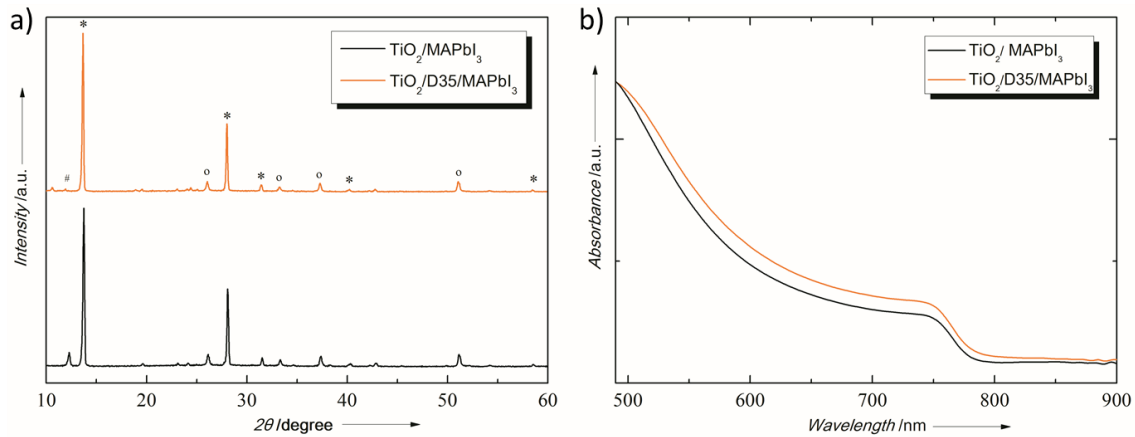 a)
TiO2/MAPbI3
TiO2/D35/MAPbI3
* * # o * o o * o *
Intensity /a.u.
10 20 30 40 50 60
2θ /degree
b)
TiO2/ MAPbI3
TiO2/D35/MAPbI3
Absorbance /a.u.
500 600 700 800 900
Wavelength /nm